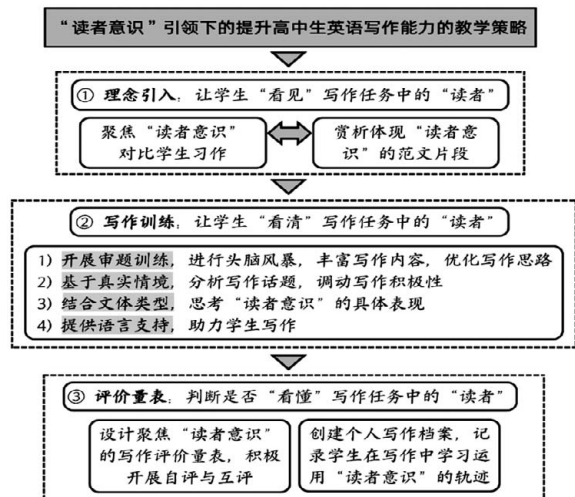 “读者意识”引领下的提升高中生英语写作能力的教学策略
① 理念引入：让学生“看见”写作任务中的“读者”
聚焦“读者意识”
对比学生习作
赏析体现“读者意
识”的范文片段
② 写作训练：让学生“看清”写作任务中的“读者”
1) 开展审题训练，进行头脑风暴，丰富写作内容，优化写作思路
2) 基于真实情境，分析写作话题，调动写作积极性
3) 结合文体类型，思考“读者意识”的具体表现
4) 提供语言支持，助力学生写作
③ 评价量表：判断是否“看懂”写作任务中的“读者”
设计聚焦“读者意识”
的写作评价量表，积极
开展自评与互评
创建个人写作档案，记
录学生在写作中学习运
用“读者意识”的轨迹